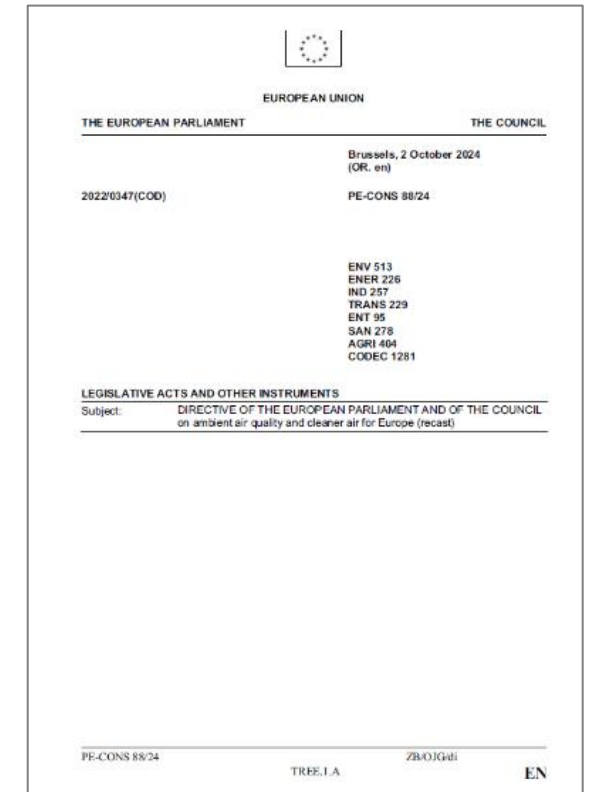 EUROPEAN UNION
THE EUROPEAN PARLIAMENT THE COUNCIL
Brussels, 2 October 2024
(OR. en)
2022/0347(COD) PE-CONS 88/24
ENV 513
ENER 226
IND 257
TRANS 229
ENT 95
SAN 278
AGRI 404
CODEC 1281
LEGISLATIVE ACTS AND OTHER INSTRUMENTS
Subject: DIRECTIVE OF THE EUROPEAN PARLIAMENT AND OF THE COUNCIL
on ambient air quality and cleaner air for Europe (recast)
PE-CONS 88/24 ZB/OJG/di
TREE.1.A EN